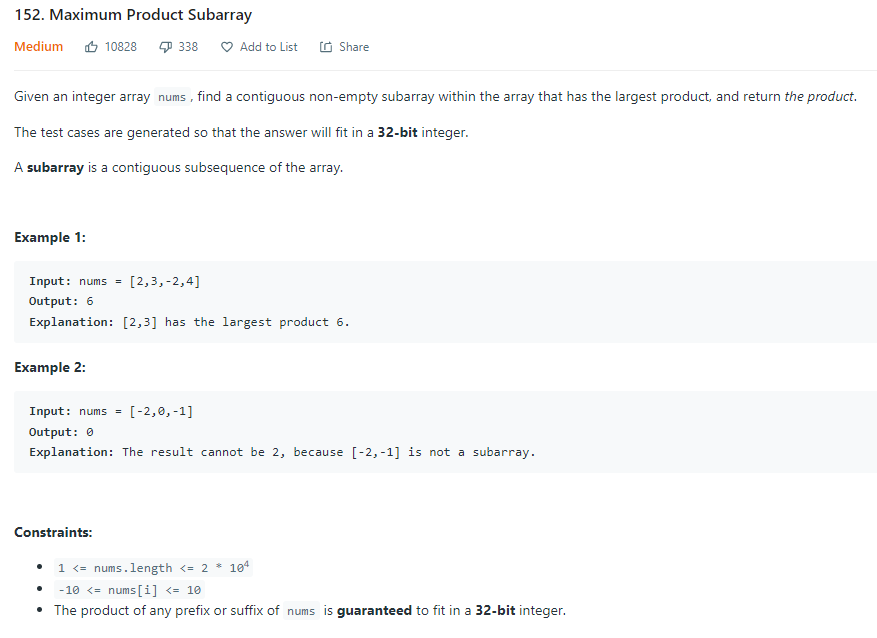 152. Maximum Product Subarray
Medium 10828 338 Add to List Share
Given an integer array nums , find a contiguous non-empty subarray within the array that has the largest product, and return the product.
The test cases are generated so that the answer will fit in a 32-bit integer.
A subarray is a contiguous subsequence of the array.
Example 1:
Input: nums = [2,3,-2,4]
Output: 6
Explanation: [2,3] has the largest product 6.
Example 2:
Input: nums = [-2,0,-1]
Output: 0
Explanation: The result cannot be 2, because [-2,-1] is not a subarray.
Constraints:
• 1 <= nums.length <= 2 * 10⁴
• -10 <= nums[i] <= 10
• The product of any prefix or suffix of nums is guaranteed to fit in a 32-bit integer.